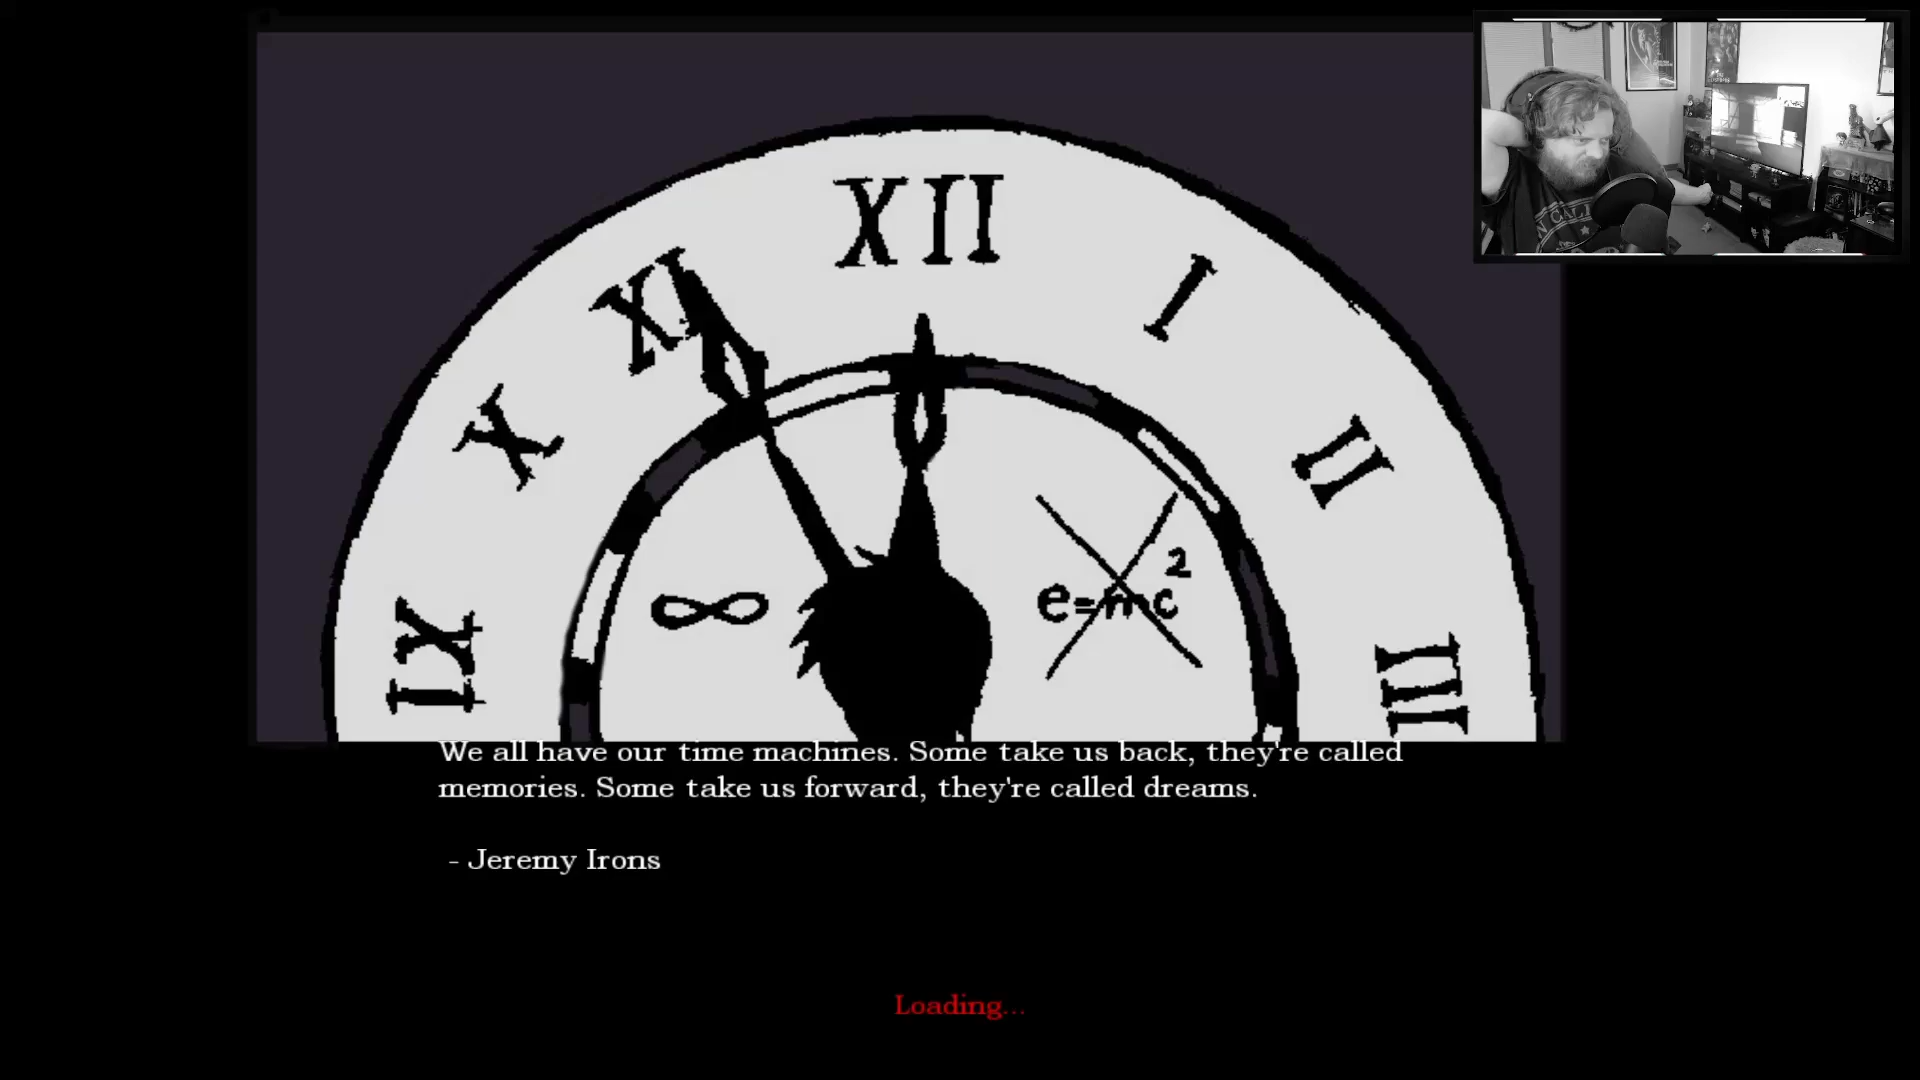 XII
XI
I
X
II
IX
III
∞
e=mc²
We all have our time machines. Some take us back, they're called
memories. Some take us forward, they're called dreams.
- Jeremy Irons
Loading...
CALI